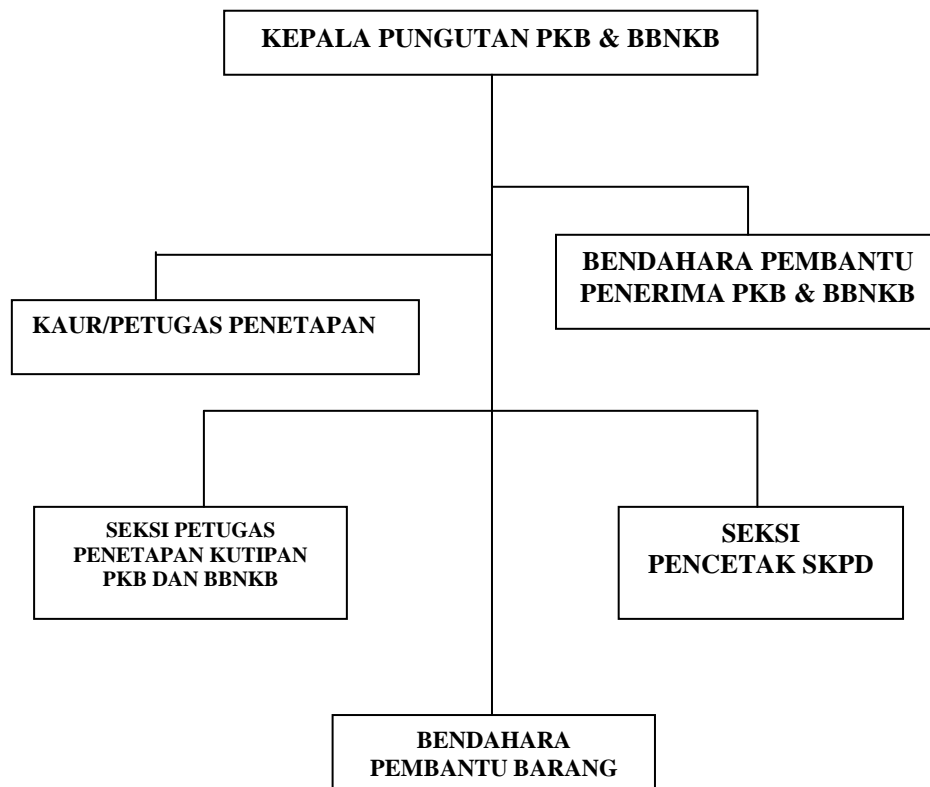 KEPALA PUNGUTAN PKB & BBNKB
BENDAHARA PEMBANTU
PENERIMA PKB & BBNKB
KAUR/PETUGAS PENETAPAN
SEKSI PETUGAS
PENETAPAN KUTIPAN
PKB DAN BBNKB
SEKSI
PENCETAK SKPD
BENDAHARA
PEMBANTU BARANG